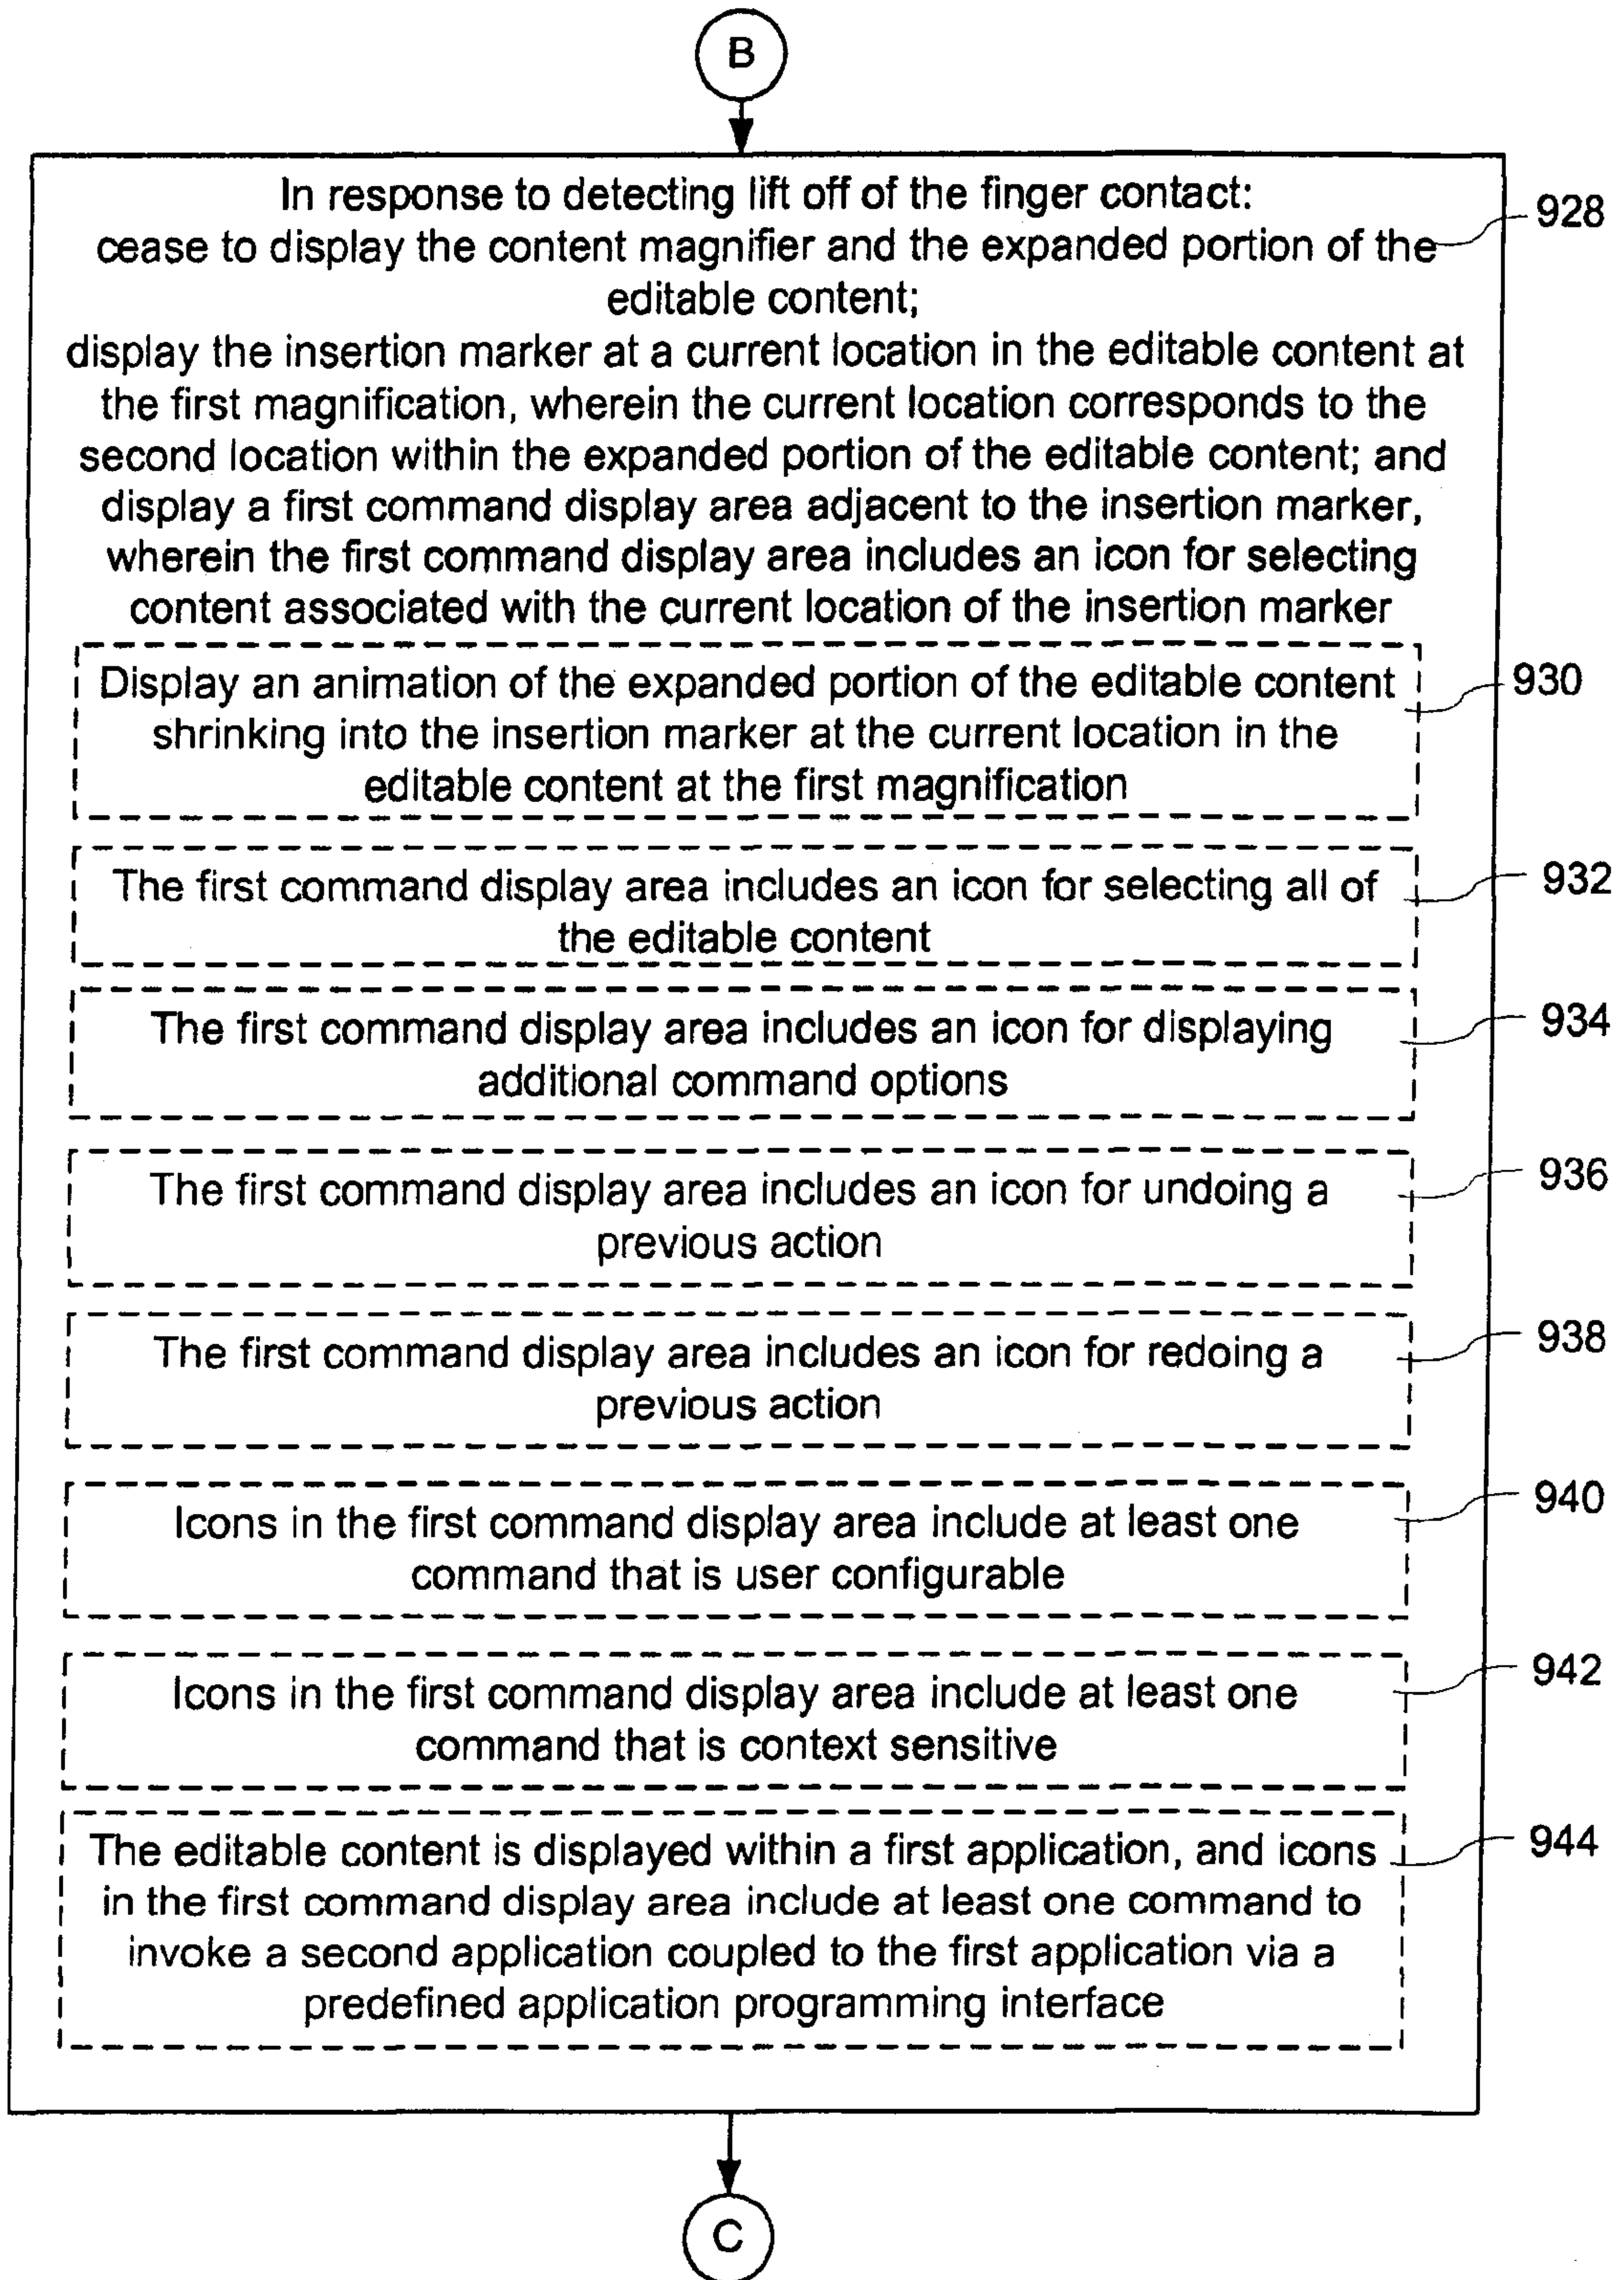 B
In response to detecting lift off of the finger contact:
928
cease to display the content magnifier and the expanded portion of the
editable content;
display the insertion marker at a current location in the editable content at
the first magnification, wherein the current location corresponds to the
second location within the expanded portion of the editable content; and
display a first command display area adjacent to the insertion marker,
wherein the first command display area includes an icon for selecting
content associated with the current location of the insertion marker
Display an animation of the expanded portion of the editable content
930
shrinking into the insertion marker at the current location in the
editable content at the first magnification
The first command display area includes an icon for selecting all of
932
the editable content
The first command display area includes an icon for displaying
934
additional command options
The first command display area includes an icon for undoing a
936
previous action
The first command display area includes an icon for redoing a
938
previous action
Icons in the first command display area include at least one
940
command that is user configurable
Icons in the first command display area include at least one
942
command that is context sensitive
The editable content is displayed within a first application, and icons
944
in the first command display area include at least one command to
invoke a second application coupled to the first application via a
predefined application programming interface
C